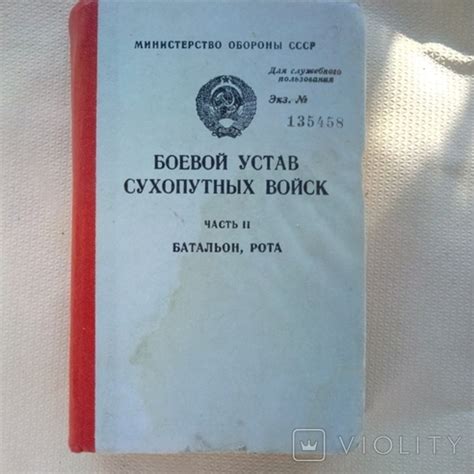 МИНИСТЕРСТВО ОБОРОНЫ СССР
Для служебного
пользования
Экз. №
135458
БОЕВОЙ УСТАВ
СУХОПУТНЫХ ВОЙСК
ЧАСТЬ II
БАТАЛЬОН, РОТА
VIOLITY